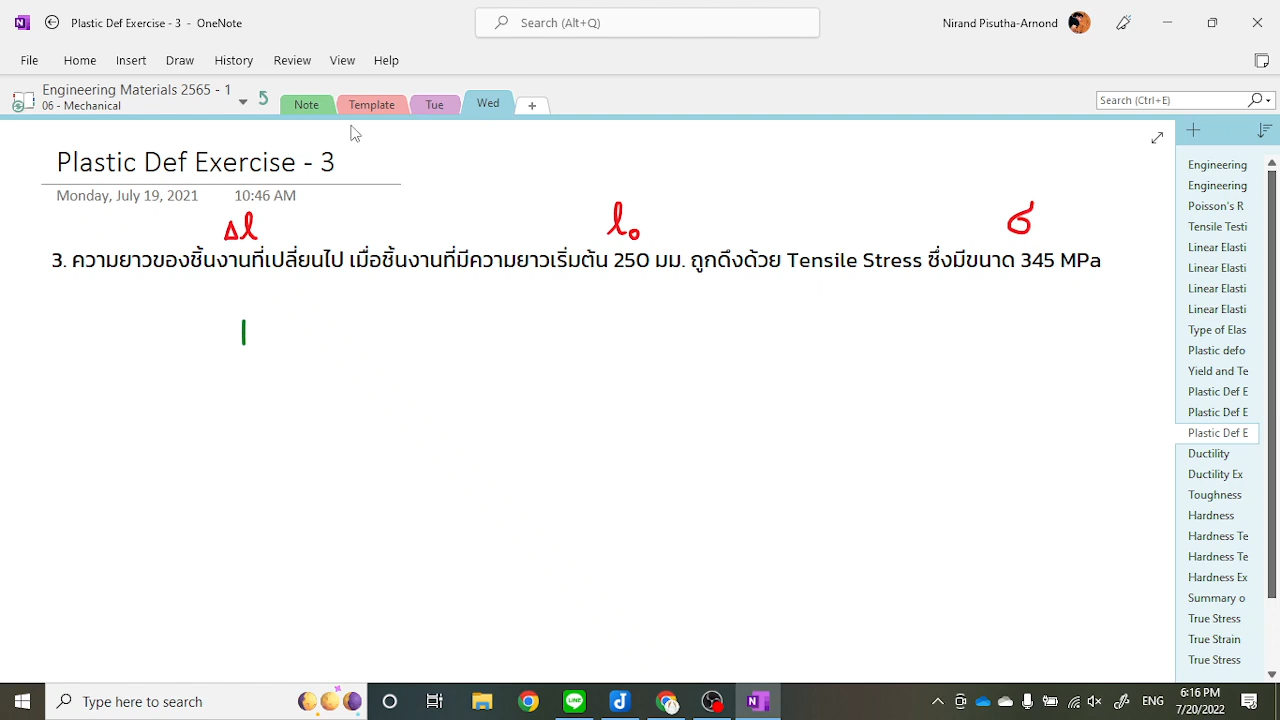 Plastic Def Exercise - 3 - OneNote
Search (Alt+Q)
Nirand Pisutha-Arnond
File Home Insert Draw History Review View Help
Engineering Materials 2565 - 1
06 - Mechanical
Note Template Tue Wed +
Search (Ctrl+E)
Plastic Def Exercise - 3
Monday, July 19, 2021 10:46 AM
Δl l₀ σ
3. ความยาวของชิ้นงานที่เปลี่ยนไป เมื่อชิ้นงานที่มีความยาวเริ่มต้น 250 มม. ถูกดึงด้วย Tensile Stress ซึ่งมีขนาด 345 MPa
Engineering
Engineering
Poisson's R
Tensile Testi
Linear Elasti
Linear Elasti
Linear Elasti
Linear Elasti
Type of Elas
Plastic defo
Yield and Te
Plastic Def E
Plastic Def E
Plastic Def E
Ductility
Ductility Ex
Toughness
Hardness
Hardness Te
Hardness Te
Hardness Ex
Summary o
True Stress
True Strain
True Stress
Type here to search
ENG
6:16 PM
7/20/2022